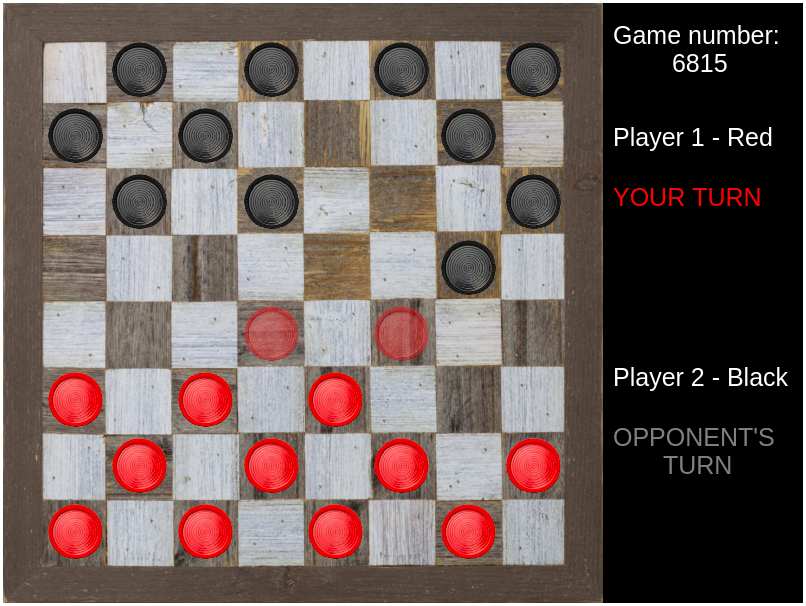 Game number:
6815
Player 1 - Red
YOUR TURN
Player 2 - Black
OPPONENT'S
TURN